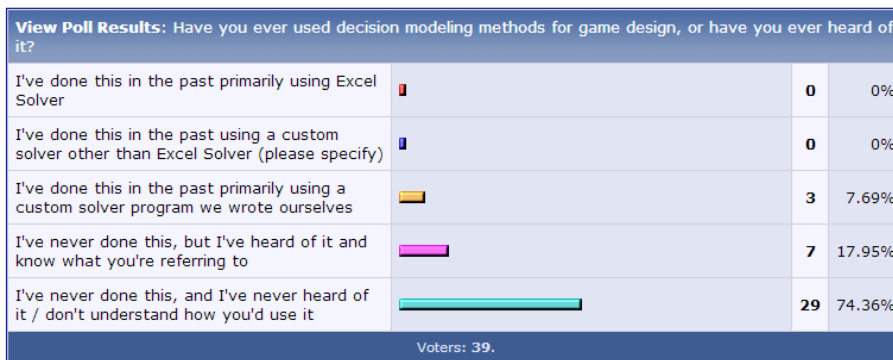 View Poll Results: Have you ever used decision modeling methods for game design, or have you ever heard of
it?
I've done this in the past primarily using Excel
Solver
0
0%
I've done this in the past using a custom
solver other than Excel Solver (please specify)
0
0%
I've done this in the past primarily using a
custom solver program we wrote ourselves
3
7.69%
I've never done this, but I've heard of it and
know what you're referring to
7
17.95%
I've never done this, and I've never heard of
it / don't understand how you'd use it
29
74.36%
Voters: 39.